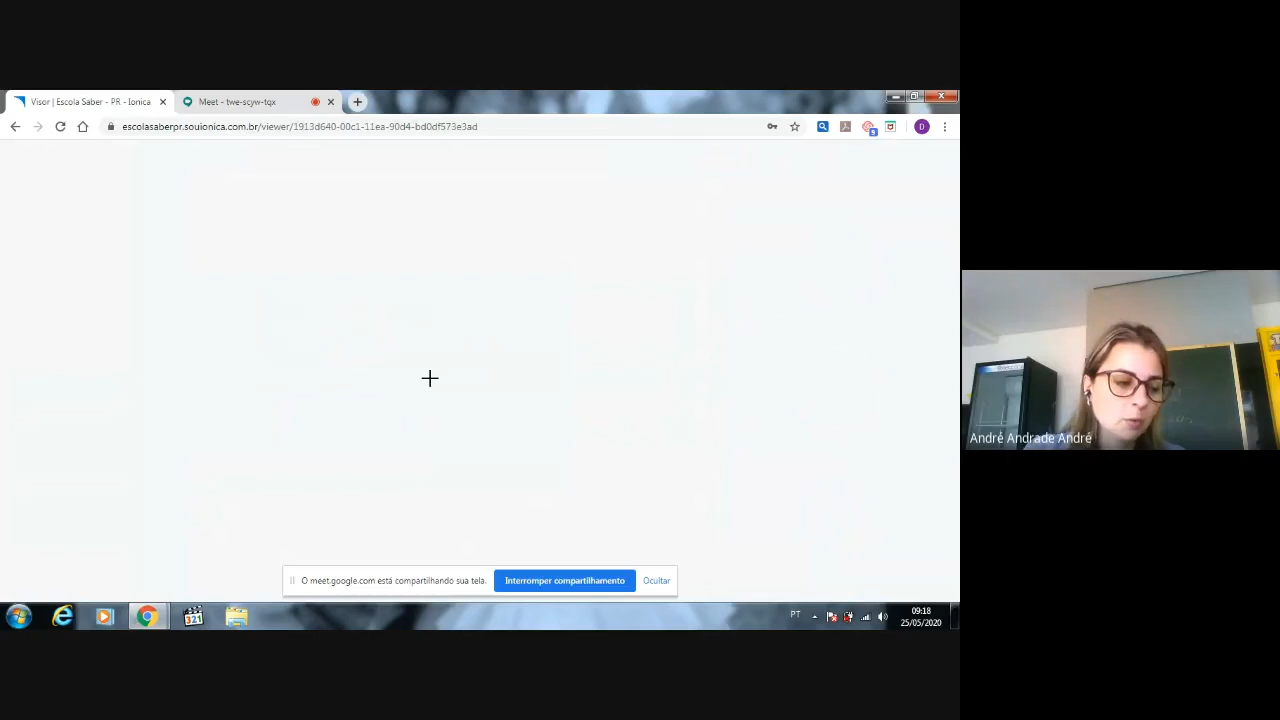 Visor | Escola Saber - PR - Ionica
Meet - twe-scyw-tqx
escolasaberpr.souionica.com.br/viewer/1913d640-00c1-11ea-90d4-bd0df573e3ad
9
D
O meet.google.com está compartilhando sua tela.
Interromper compartilhamento
Ocultar
André Andrade André
321
PT
09:18
25/05/2020